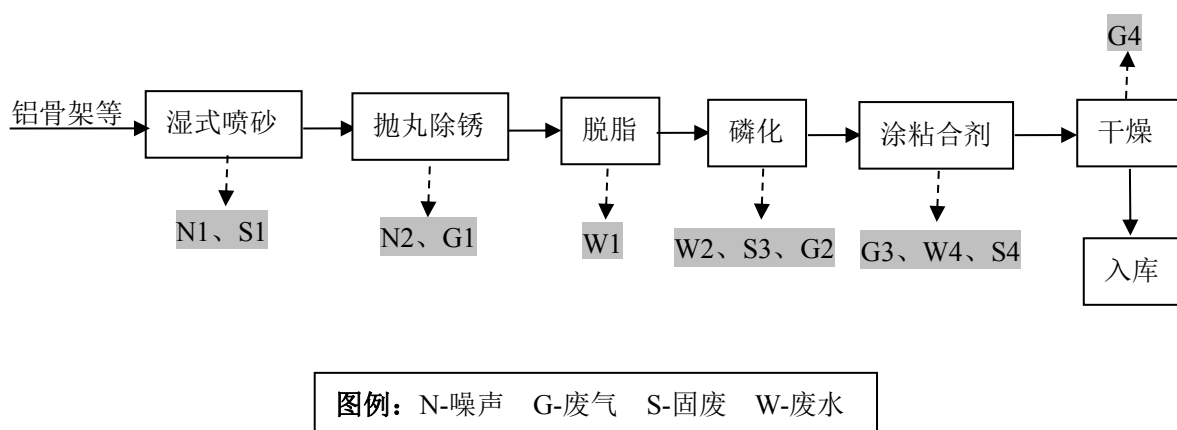 G4
铝骨架等
湿式喷砂
抛丸除锈
脱脂
磷化
涂粘合剂
干燥
N1、S1
N2、G1
W1
W2、S3、G2
G3、W4、S4
入库
图例：N-噪声 G-废气 S-固废 W-废水